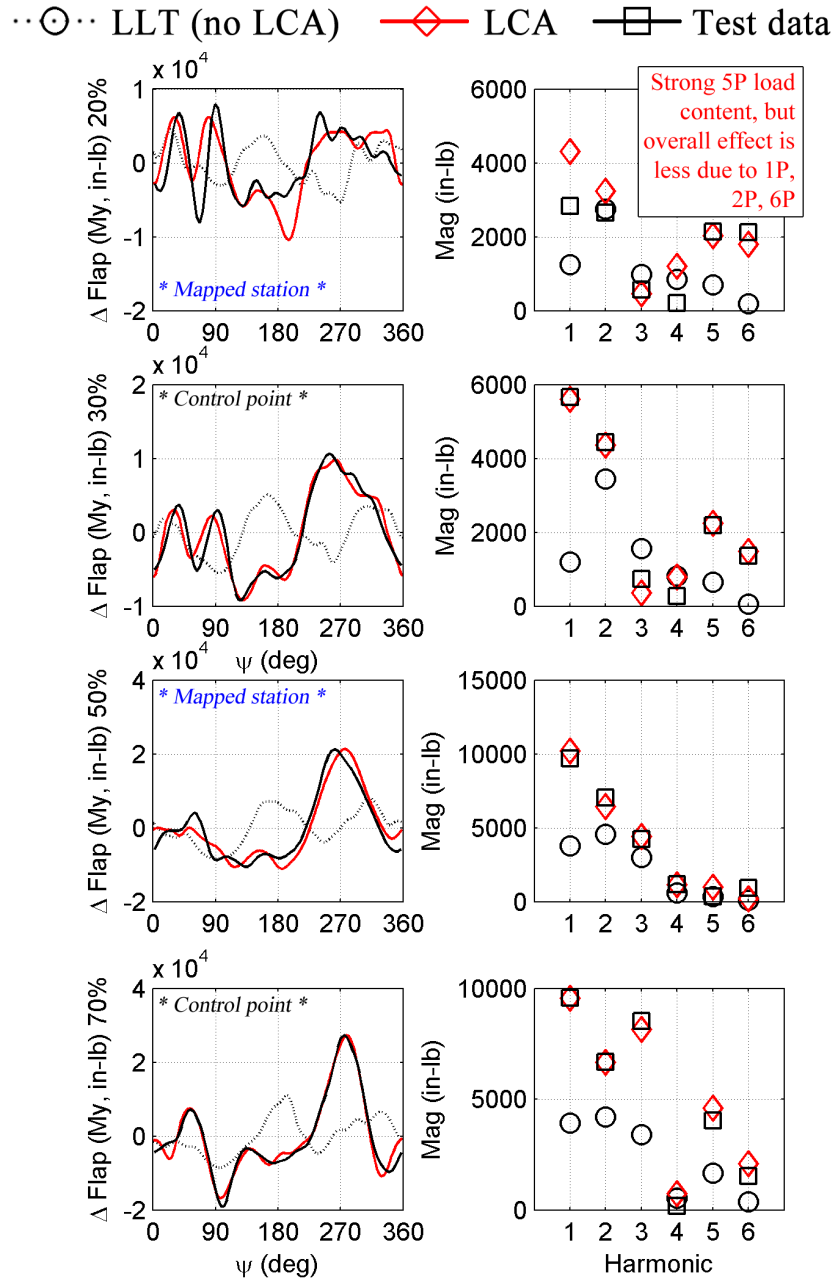 LLT (no LCA) LCA Test data
x 10^4
Δ Flap (My, in-lb) 20%
1
0
-1
-2
* Mapped station *
0 90 180 270 360
Mag (in-lb)
6000
4000
2000
0
Strong 5P load
content, but
overall effect is
less due to 1P,
2P, 6P
1 2 3 4 5 6
x 10^4
Δ Flap (My, in-lb) 30%
2
1
0
-1
* Control point *
0 90 180 270 360
ψ (deg)
Mag (in-lb)
6000
4000
2000
0
1 2 3 4 5 6
x 10^4
Δ Flap (My, in-lb) 50%
4
2
0
-2
* Mapped station *
0 90 180 270 360
Mag (in-lb)
15000
10000
5000
0
1 2 3 4 5 6
x 10^4
Δ Flap (My, in-lb) 70%
4
2
0
-2
* Control point *
0 90 180 270 360
ψ (deg)
Mag (in-lb)
10000
5000
0
1 2 3 4 5 6
Harmonic